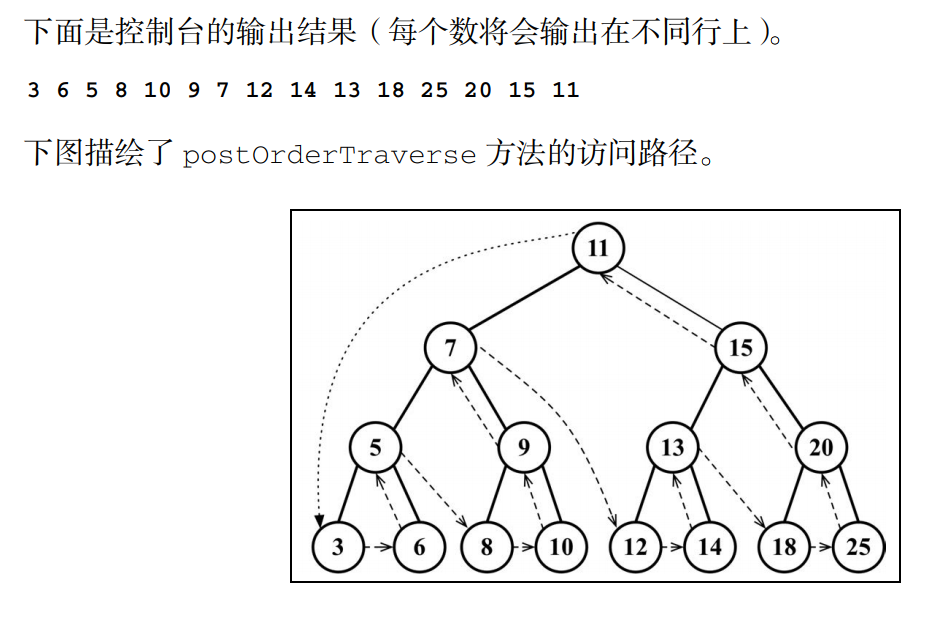 下面是控制台的输出结果（每个数将会输出在不同行上）。
3 6 5 8 10 9 7 12 14 13 18 25 20 15 11
下图描绘了 postOrderTraverse 方法的访问路径。
11
7 15
5 9 13 20
3 6 8 10 12 14 18 25